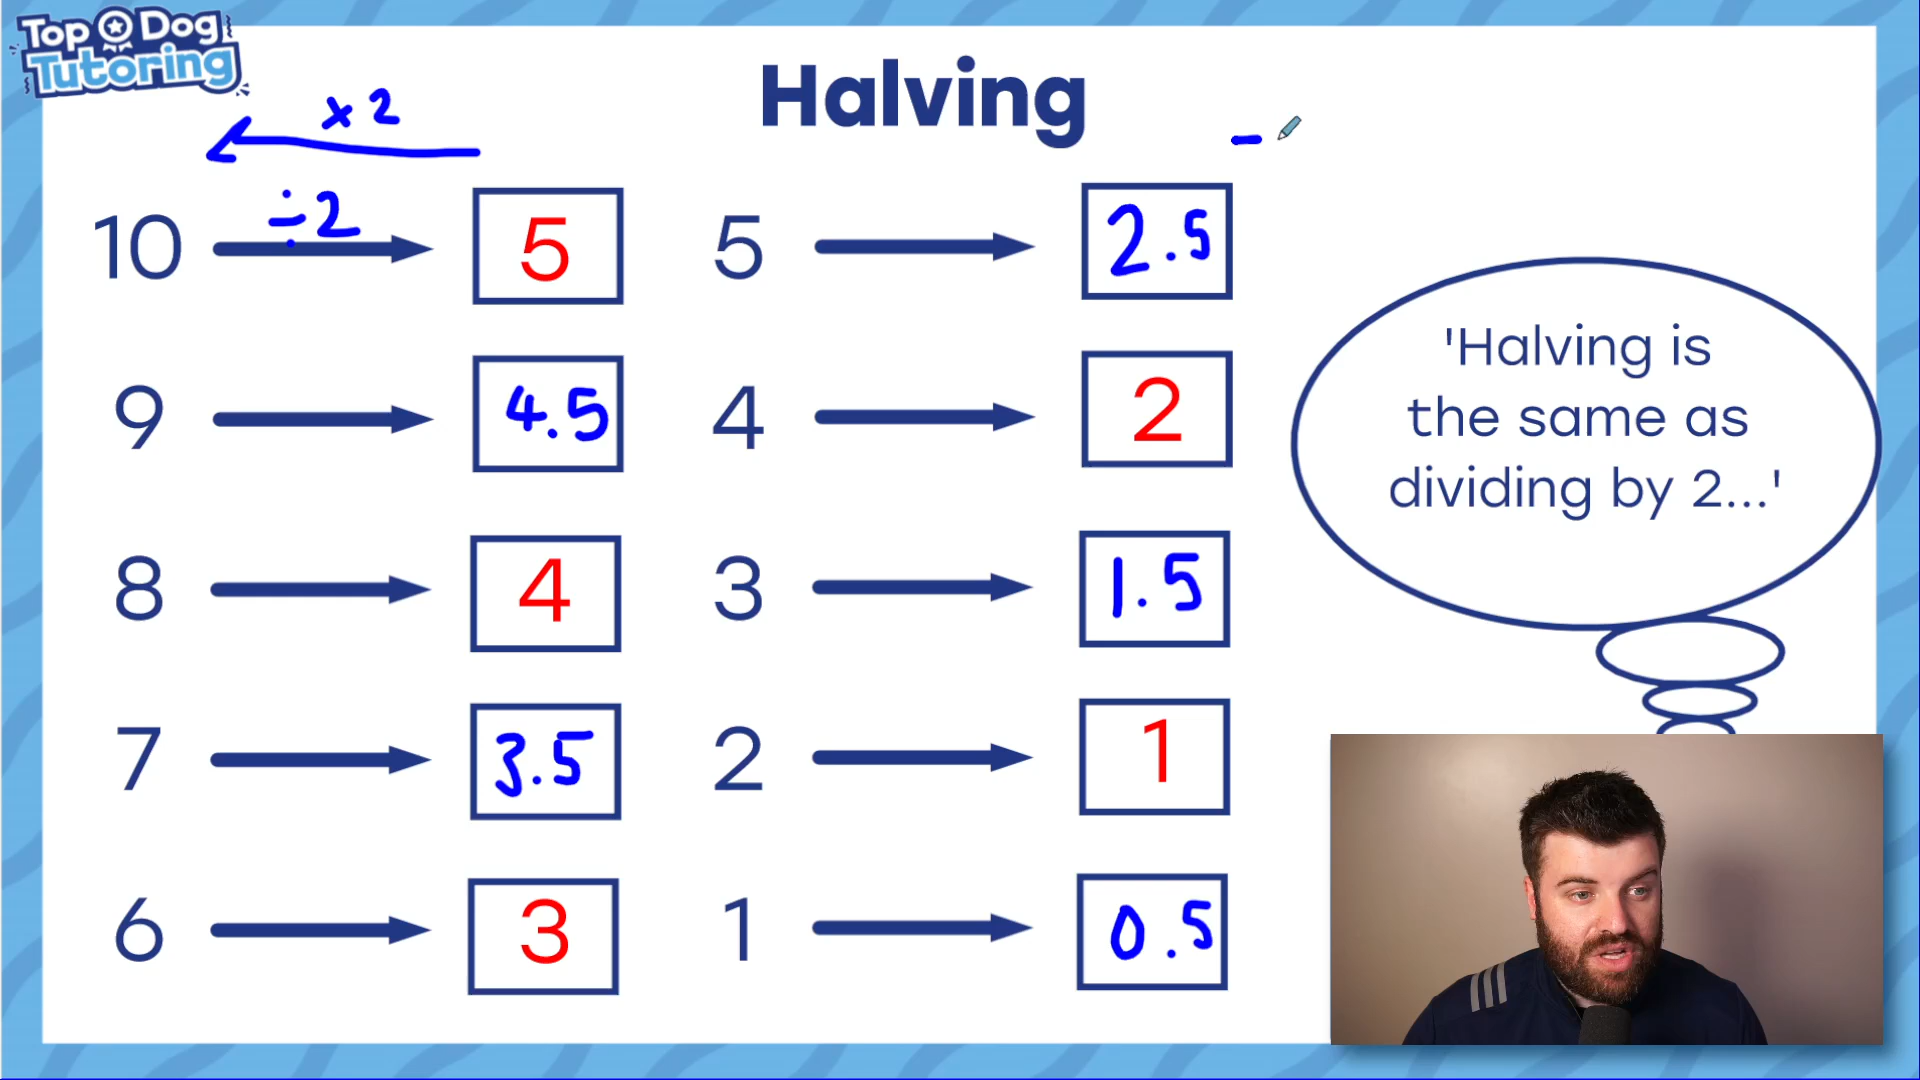 Top Dog
Tutoring
Halving
× 2
÷2
10 5
5 2.5
9 4.5
4 2
8 4
3 1.5
7 3.5
2 1
6 3
1 0.5
'Halving is
the same as
dividing by 2...'